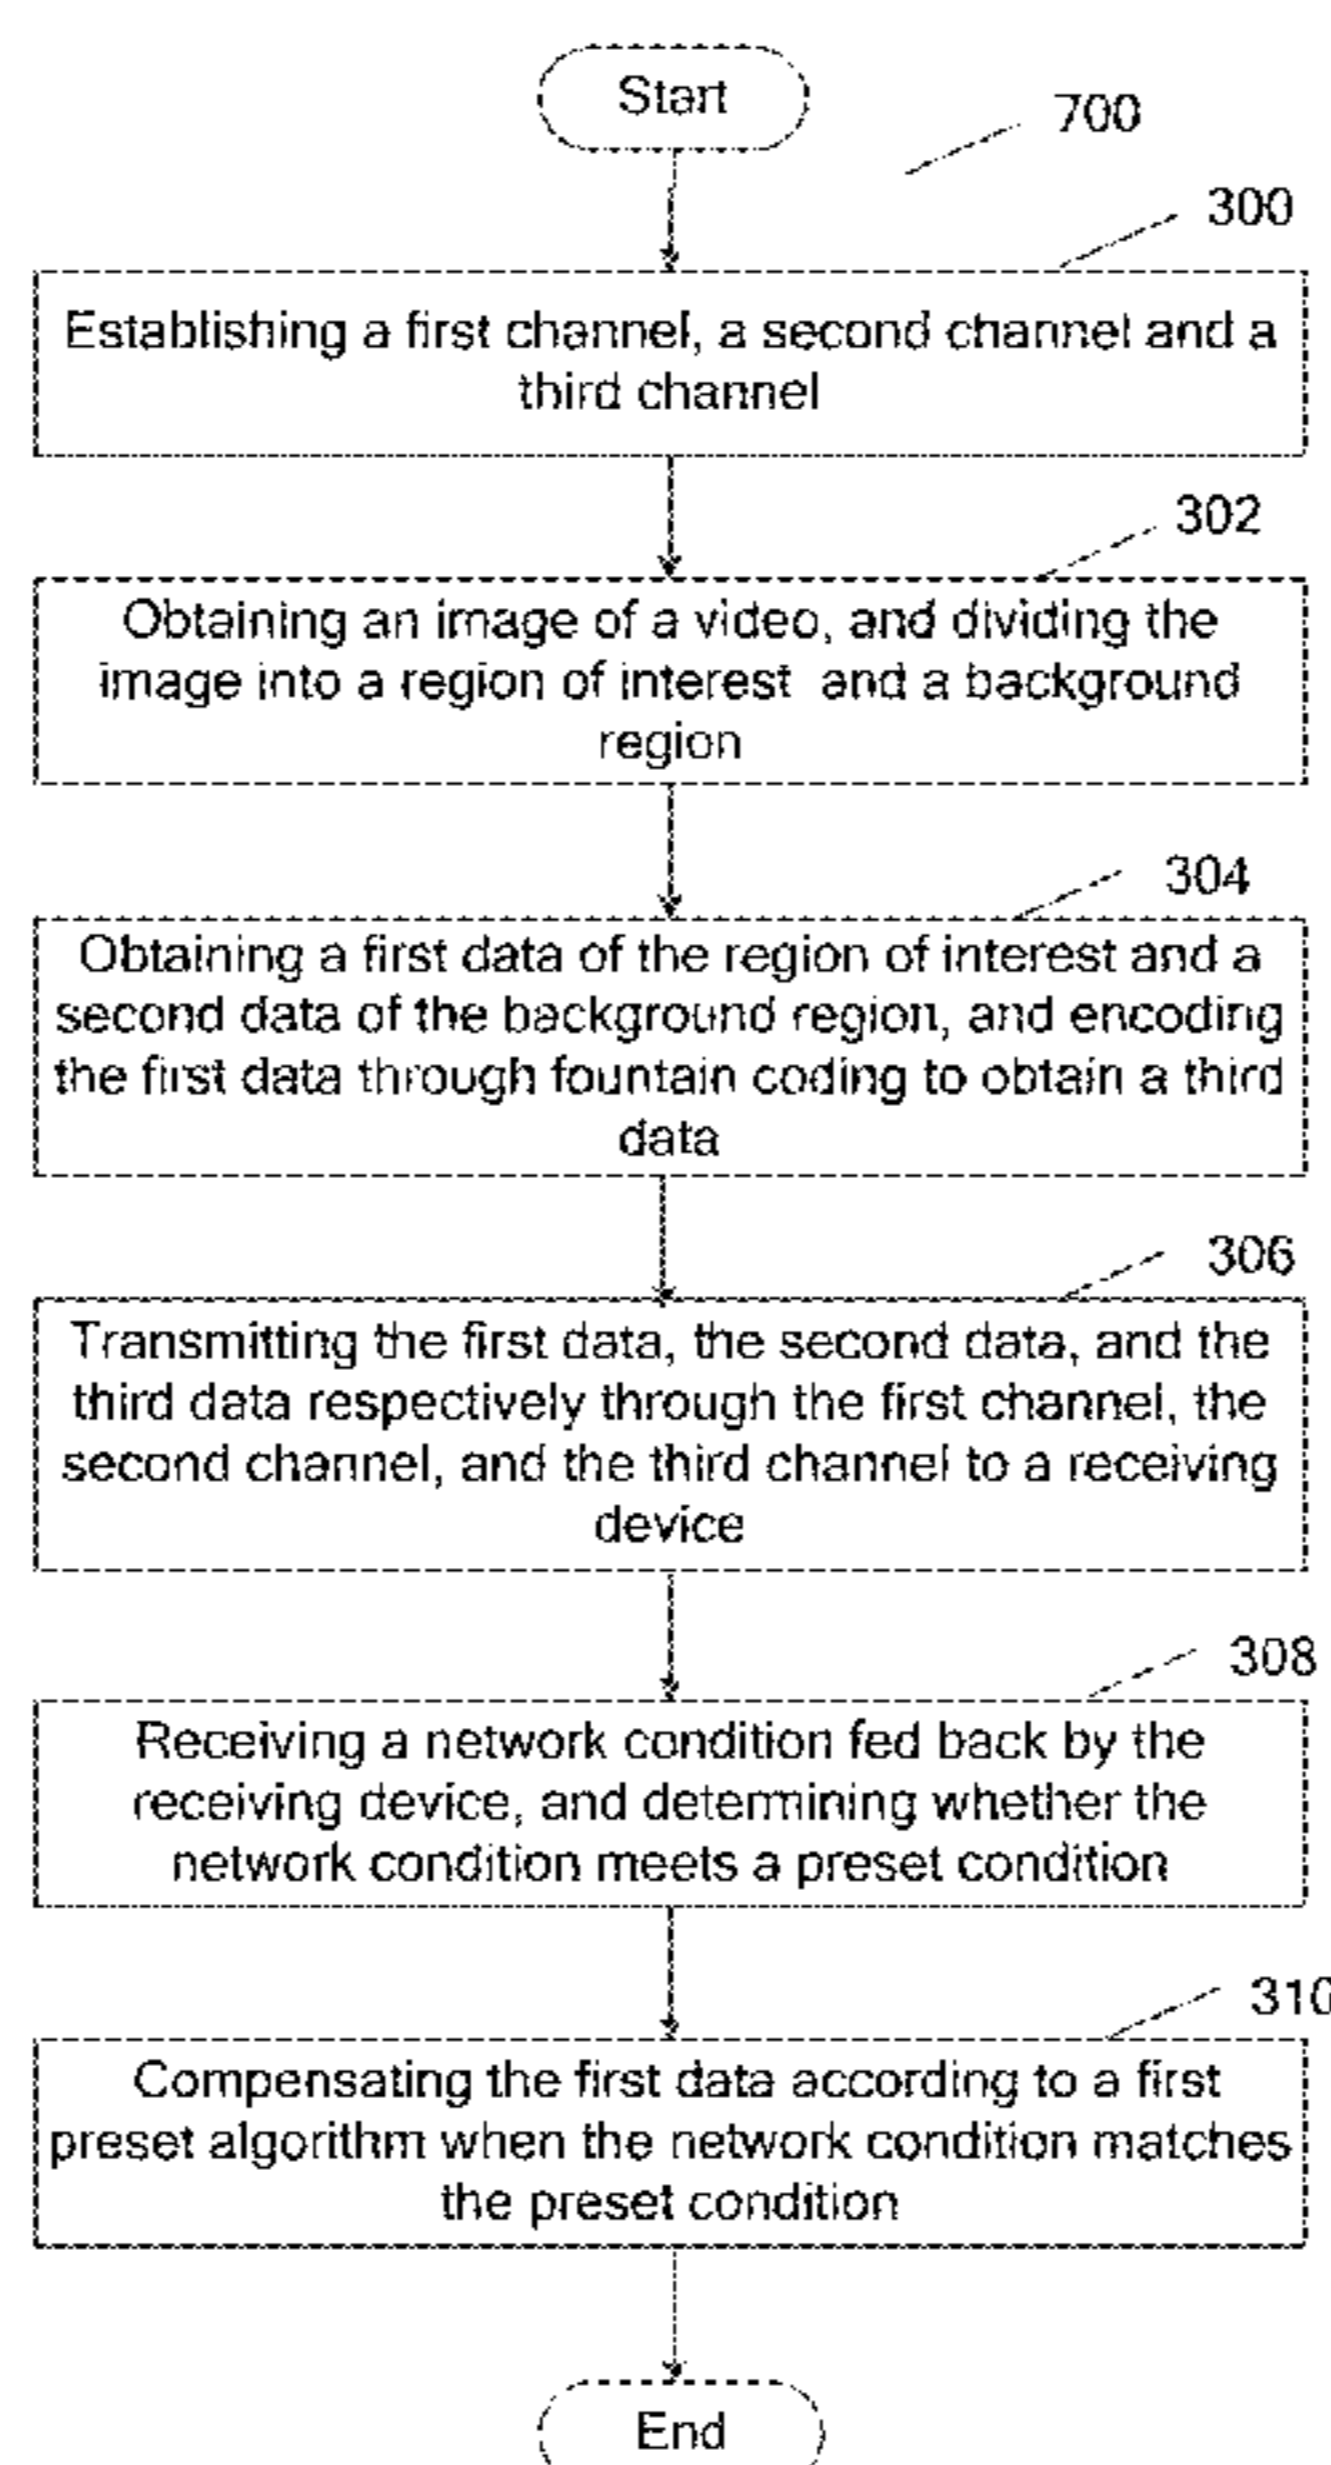 Start
700
300
Establishing a first channel, a second channel and a
third channel
302
Obtaining an image of a video, and dividing the
image into a region of interest and a background
region
304
Obtaining a first data of the region of interest and a
second data of the background region, and encoding
the first data through fountain coding to obtain a third
data
306
Transmitting the first data, the second data, and the
third data respectively through the first channel, the
second channel, and the third channel to a receiving
device
308
Receiving a network condition fed back by the
receiving device, and determining whether the
network condition meets a preset condition
310
Compensating the first data according to a first
preset algorithm when the network condition matches
the preset condition
End